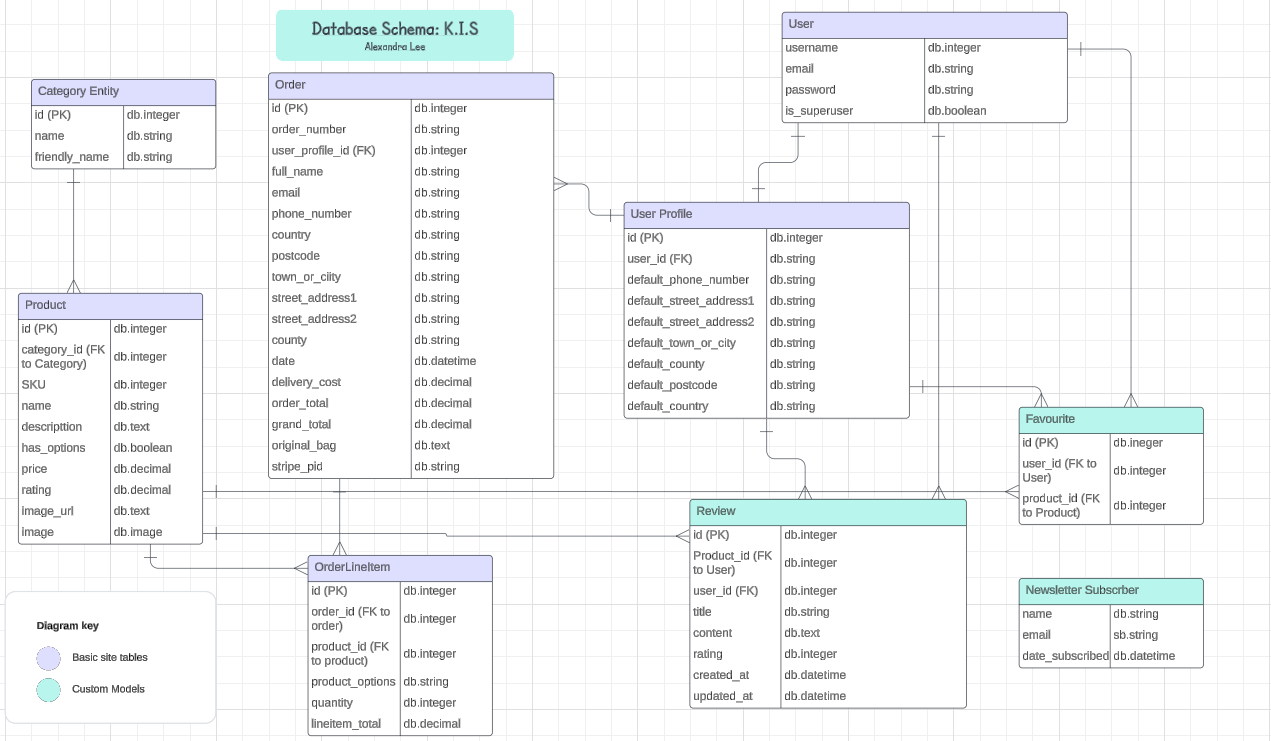 Database Schema: K.I.S
Alexandra Lee
Category Entity
id (PK) db.integer
name db.string
friendly_name db.string
Order
id (PK) db.integer
order_number db.string
user_profile_id (FK) db.integer
full_name db.string
email db.string
phone_number db.string
country db.string
postcode db.string
town_or_ciity db.string
street_address1 db.string
street_address2 db.string
county db.string
date db.datetime
delivery_cost db.decimal
order_total db.decimal
grand_total db.decimal
original_bag db.text
stripe_pid db.string
User
username db.integer
email db.string
password db.string
is_superuser db.boolean
User Profile
id (PK) db.integer
user_id (FK) db.string
default_phone_number db.string
default_street_address1 db.string
default_street_address2 db.string
default_town_or_city db.string
default_county db.string
default_postcode db.string
default_country db.string
Product
id (PK) db.integer
category_id (FK
to Category) db.integer
SKU db.integer
name db.string
descripttion db.text
has_options db.boolean
price db.decimal
rating db.decimal
image_url db.text
image db.image
OrderLineItem
id (PK) db.integer
order_id (FK to
order) db.integer
product_id (FK
to product) db.integer
product_options db.string
quantity db.integer
lineitem_total db.decimal
Review
id (PK) db.integer
Product_id (FK
to User) db.integer
user_id (FK) db.integer
title db.string
content db.text
rating db.integer
created_at db.datetime
updated_at db.datetime
Favourite
id (PK) db.ineger
user_id (FK to
User) db.integer
product_id (FK
to Product) db.integer
Newsletter Subscrber
name db.string
email sb.string
date_subscribed db.datetime
Diagram key
Basic site tables
Custom Models